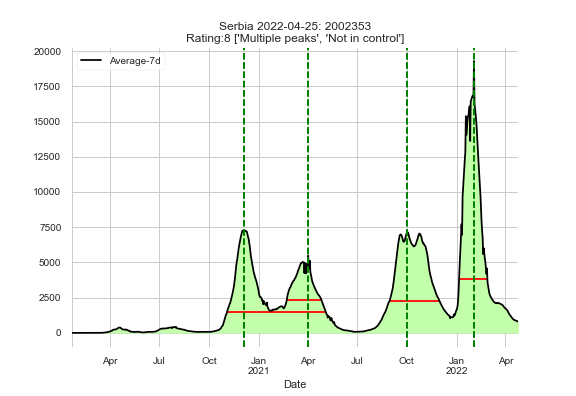 Serbia 2022-04-25: 2002353
Rating:8 ['Multiple peaks', 'Not in control']
20000
17500
15000
12500
10000
7500
5000
2500
0
Average-7d
Apr
Jul
Oct
Jan
2021
Apr
Jul
Oct
Jan
2022
Apr
Date